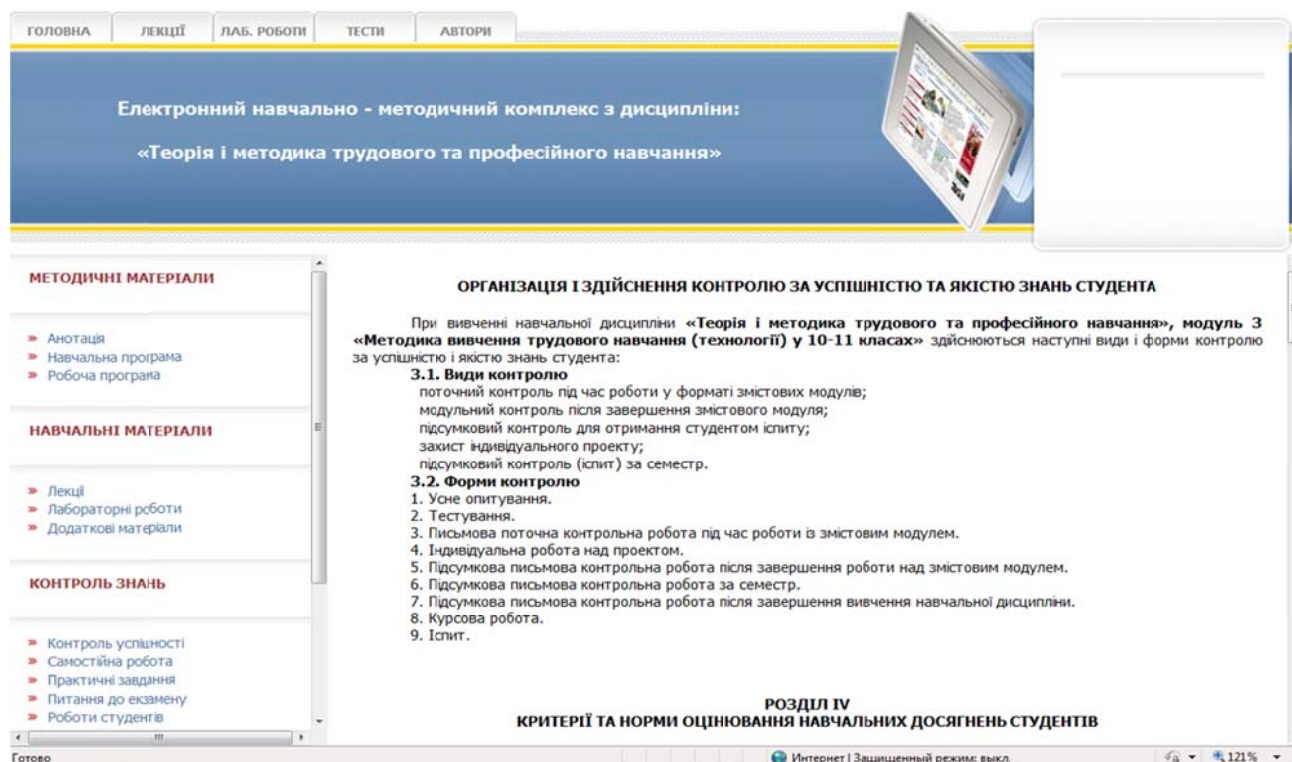 ГОЛОВНА
ЛЕКЦІЇ
ЛАБ. РОБОТИ
ТЕСТИ
АВТОРИ
Електронний навчально - методичний комплекс з дисципліни:
«Теорія і методика трудового та професійного навчання»
МЕТОДИЧНІ МАТЕРІАЛИ
Анотація
Навчальна програма
Робоча програма
НАВЧАЛЬНІ МАТЕРІАЛИ
Лекції
Лабораторні роботи
Додаткові матеріали
КОНТРОЛЬ ЗНАНЬ
Контроль успішності
Самостійна робота
Практичні завдання
Питання до екзамену
Роботи студентів
ОРГАНІЗАЦІЯ І ЗДІЙСНЕННЯ КОНТРОЛЮ ЗА УСПІШНІСТЮ ТА ЯКІСТЮ ЗНАНЬ СТУДЕНТА
При вивченні навчальної дисципліни «Теорія і методика трудового та професійного навчання», модуль 3
«Методика вивчення трудового навчання (технології) у 10-11 класах» здійснюються наступні види і форми контролю
за успішністю і якістю знань студента:
3.1. Види контролю
поточний контроль під час роботи у форматі змістових модулів;
модульний контроль після завершення змістового модуля;
підсумковий контроль для отримання студентом іспиту;
захист індивідуального проекту;
підсумковий контроль (іспит) за семестр.
3.2. Форми контролю
1. Усне опитування.
2. Тестування.
3. Письмова поточна контрольна робота під час роботи із змістовим модулем.
4. Індивідуальна робота над проектом.
5. Підсумкова письмова контрольна робота після завершення роботи над змістовим модулем.
6. Підсумкова письмова контрольна робота за семестр.
7. Підсумкова письмова контрольна робота після завершення вивчення навчальної дисципліни.
8. Курсова робота.
9. Іспит.
РОЗДІЛ IV
КРИТЕРІЇ ТА НОРМИ ОЦІНЮВАННЯ НАВЧАЛЬНИХ ДОСЯГНЕНЬ СТУДЕНТІВ
Готово
Интернет | Защищенный режим: выкл.
121%